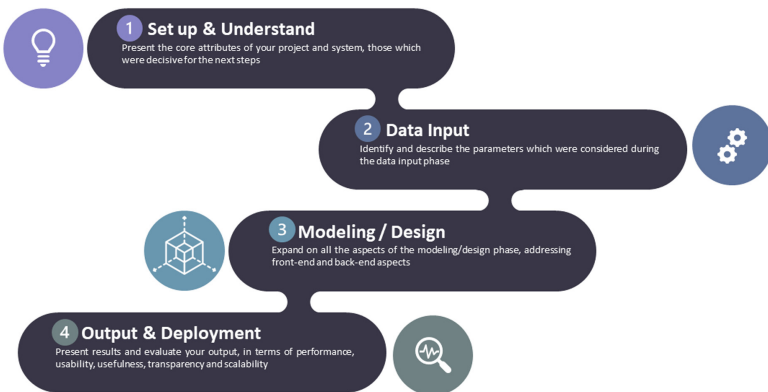 1 Set up & Understand
Present the core attributes of your project and system, those which
were decisive for the next steps
2 Data Input
Identify and describe the parameters which were considered during
the data input phase
3 Modeling / Design
Expand on all the aspects of the modeling/design phase, addressing
front-end and back-end aspects
4 Output & Deployment
Present results and evaluate your output, in terms of performance,
usability, usefulness, transparency and scalability